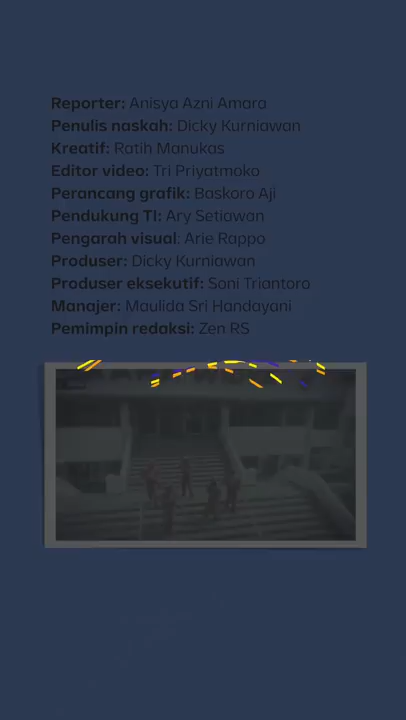 Reporter: Anisya Azni Amara
Penulis naskah: Dicky Kurniawan
Kreatif: Ratih Manukas
Editor video: Tri Priyatmoko
Perancang grafik: Baskoro Aji
Pendukung TI: Ary Setiawan
Pengarah visual: Arie Rappo
Produser: Dicky Kurniawan
Produser eksekutif: Soni Triantoro
Manajer: Maulida Sri Handayani
Pemimpin redaksi: Zen RS